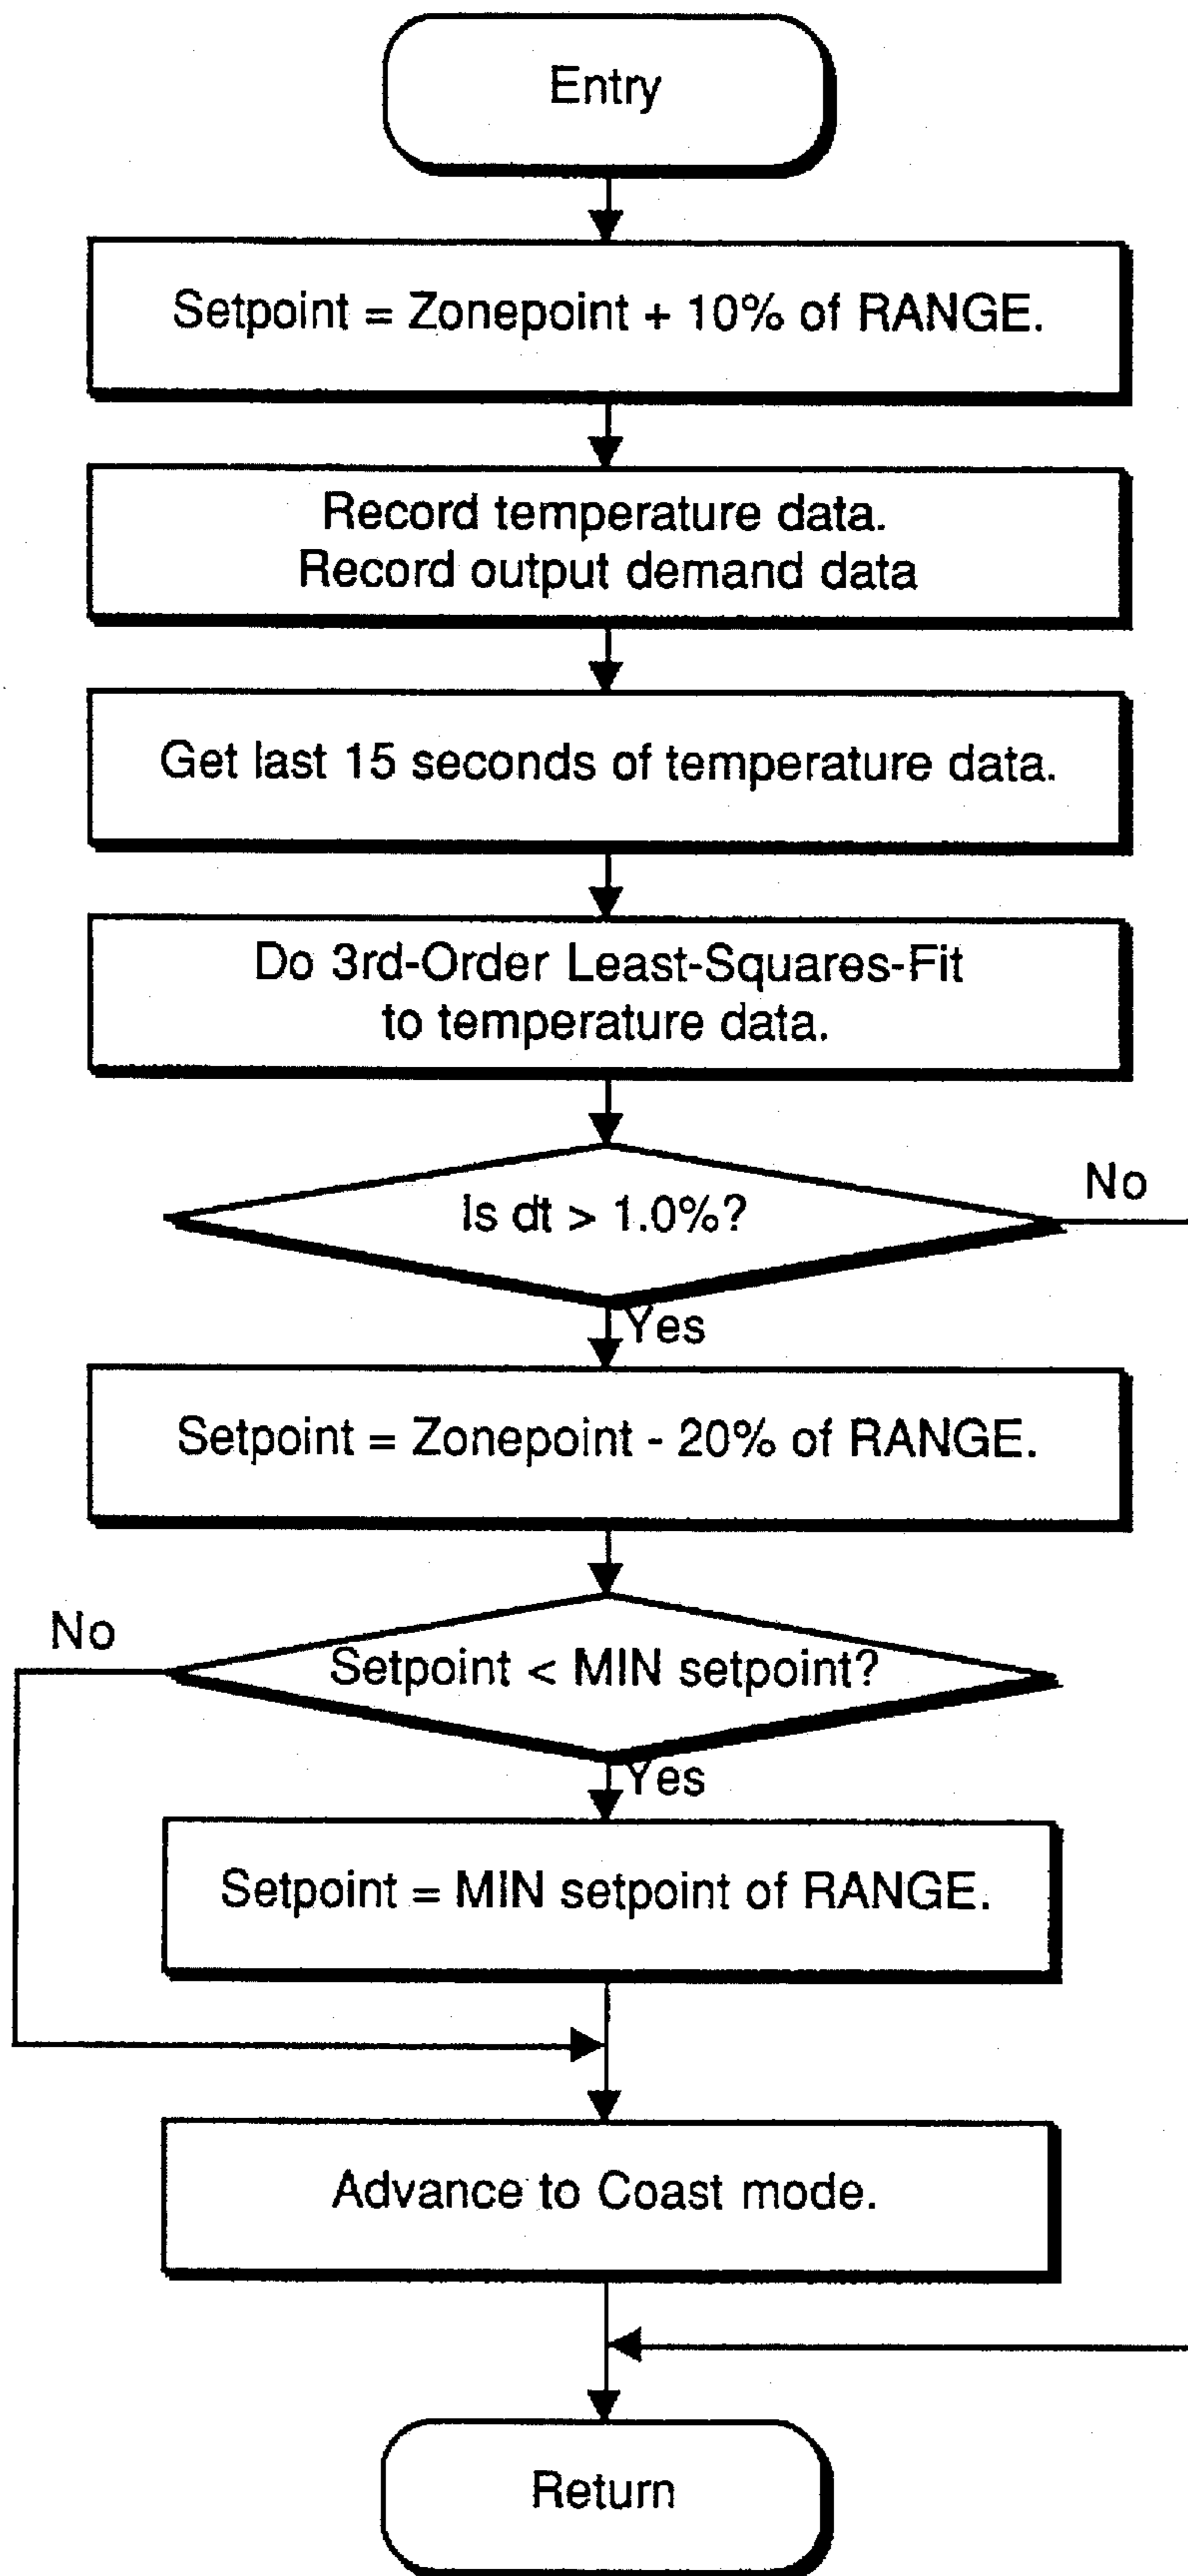 Entry
Setpoint = Zonepoint + 10% of RANGE.
Record temperature data.
Record output demand data
Get last 15 seconds of temperature data.
Do 3rd-Order Least-Squares-Fit
to temperature data.
Is dt > 1.0%?
No
Yes
Setpoint = Zonepoint - 20% of RANGE.
No
Setpoint < MIN setpoint?
Yes
Setpoint = MIN setpoint of RANGE.
Advance to Coast mode.
Return